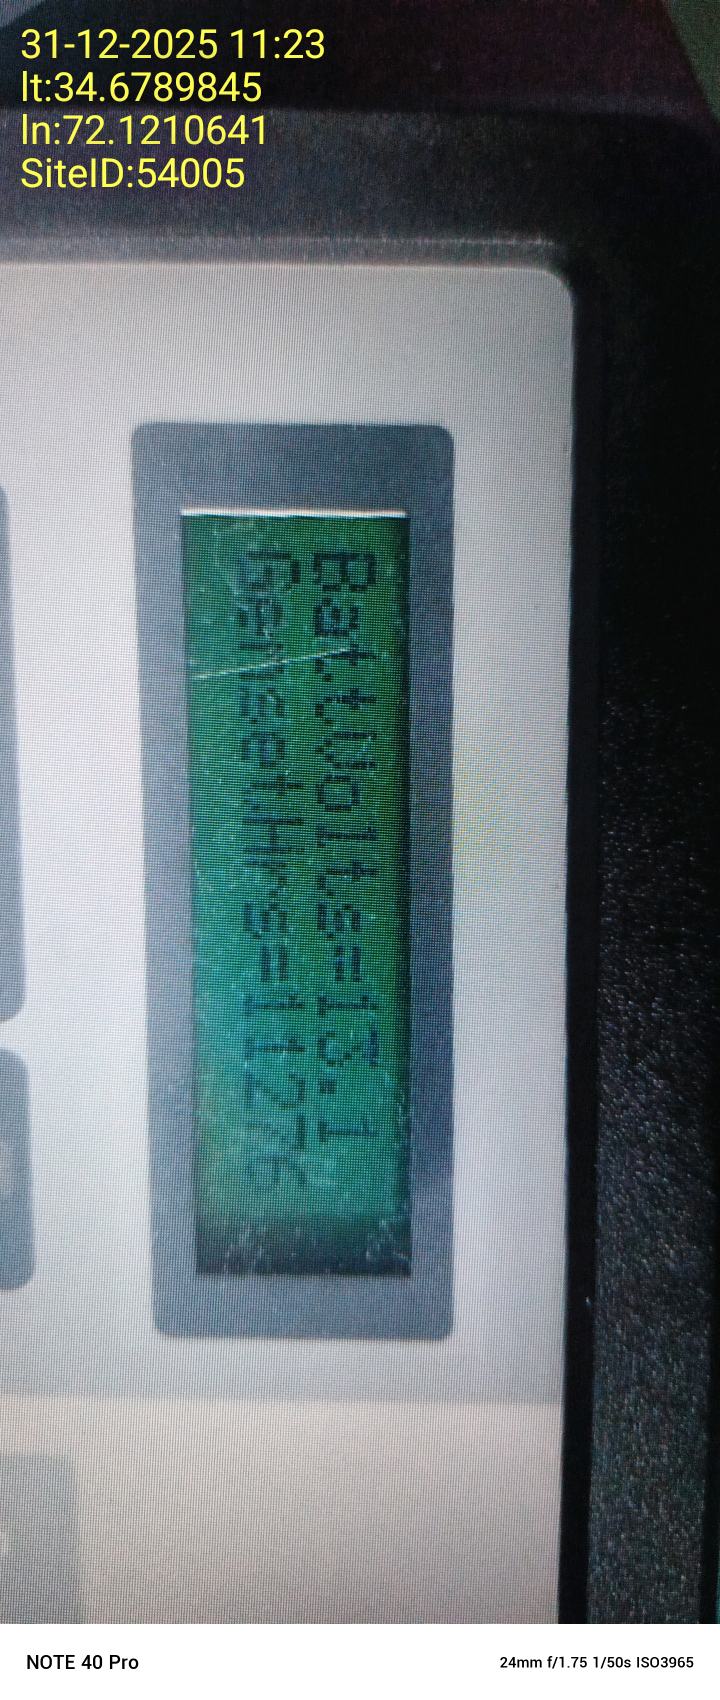 31-12-2025 11:23
lt:34.6789845
ln:72.1210641
SiteID:54005
BattVolts=13.1
GensetHrs=11276
NOTE 40 Pro
24mm f/1.75 1/50s ISO3965